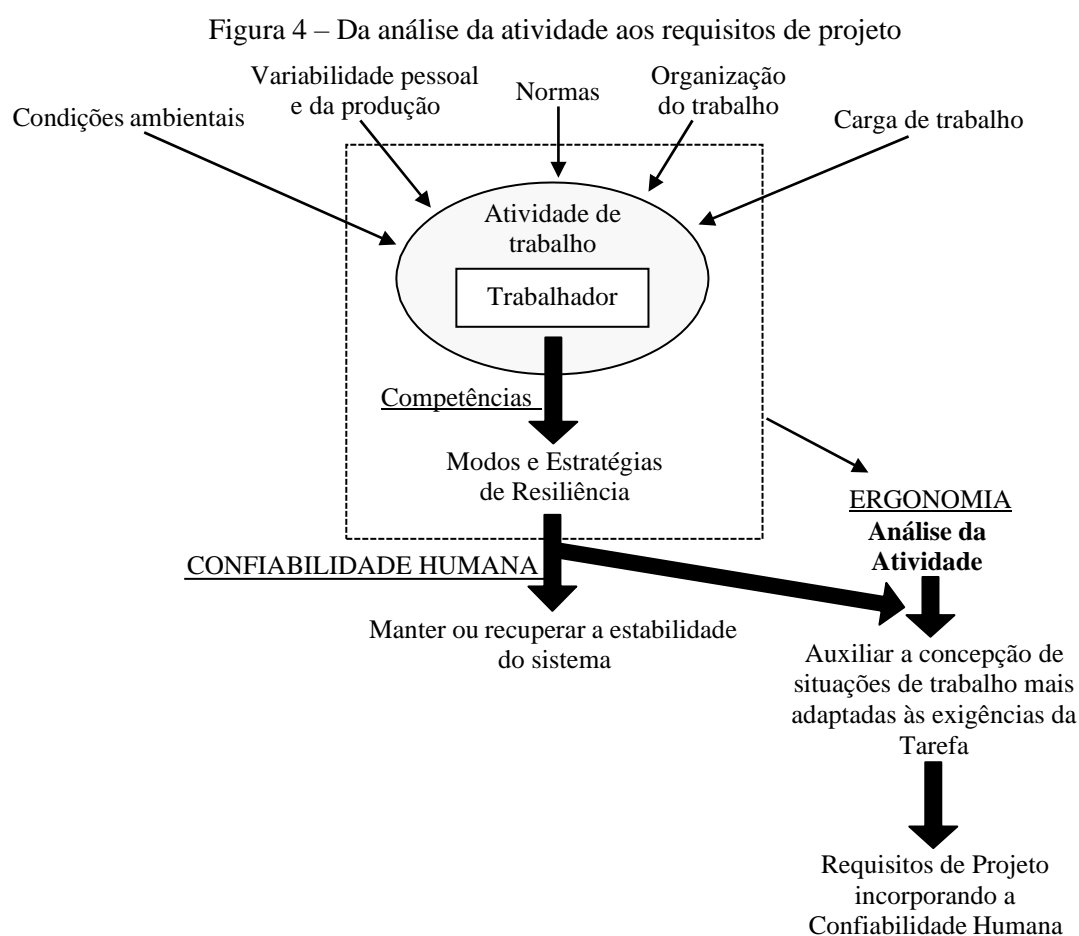 Figura 4 – Da análise da atividade aos requisitos de projeto
Variabilidade pessoal
e da produção
Normas
Organização
do trabalho
Condições ambientais
Carga de trabalho
Atividade de
trabalho
Trabalhador
Competências
Modos e Estratégias
de Resiliência
ERGONOMIA
Análise da
Atividade
CONFIABILIDADE HUMANA
Manter ou recuperar a estabilidade
do sistema
Auxiliar a concepção de
situações de trabalho mais
adaptadas às exigências da
Tarefa
Requisitos de Projeto
incorporando a
Confiabilidade Humana